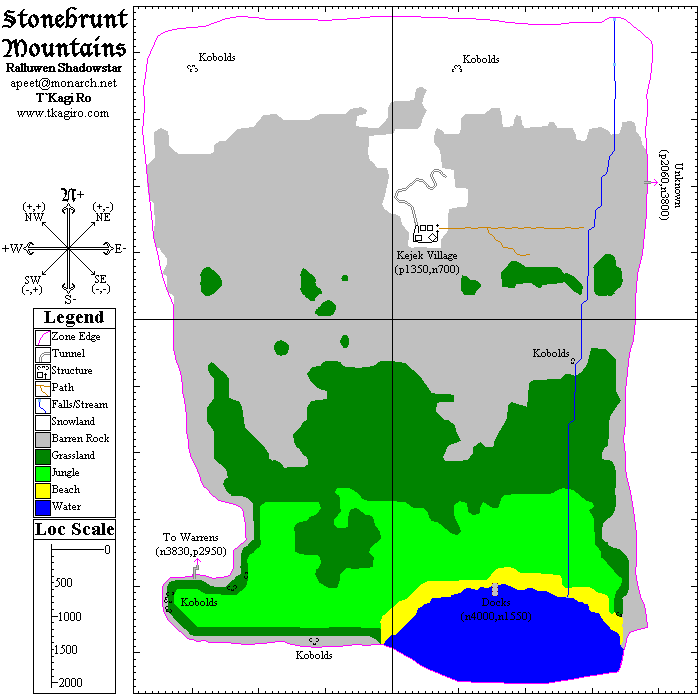 Stonebrunt
Mountains
Ralluwen Shadowstar
apeet@monarch.net
T`Kagi Ro
www.tkagiro.com
Kobolds
Kobolds
Unknown
(p2060,n3800)
N+
(+,+)
NW
(+,-)
NE
+W
E-
SW
(-,+)
SE
(-,-)
S-
Kejek Village
(p1350,n700)
Legend
Zone Edge
Tunnel
Structure
Path
Falls/Stream
Snowland
Barren Rock
Grassland
Jungle
Beach
Water
Kobolds
Loc Scale
0
500
1000
1500
2000
To Warrens
(n3830,p2950)
Kobolds
Dock
(n4000,n1550)
Kobolds